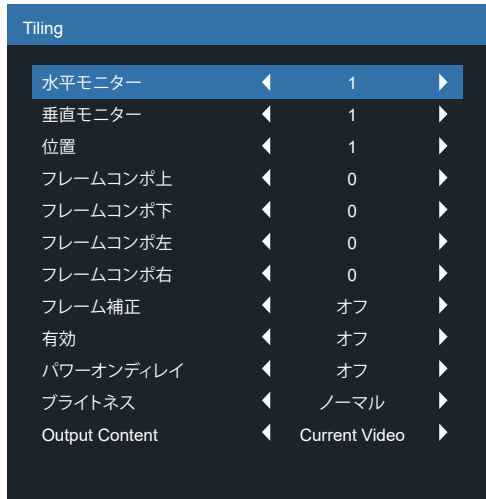 Tiling
水平モニター 1
垂直モニター 1
位置 1
フレームコンポ上 0
フレームコンポ下 0
フレームコンポ左 0
フレームコンポ右 0
フレーム補正 オフ
有効 オフ
パワーオンディレイ オフ
ブライトネス ノーマル
Output Content Current Video